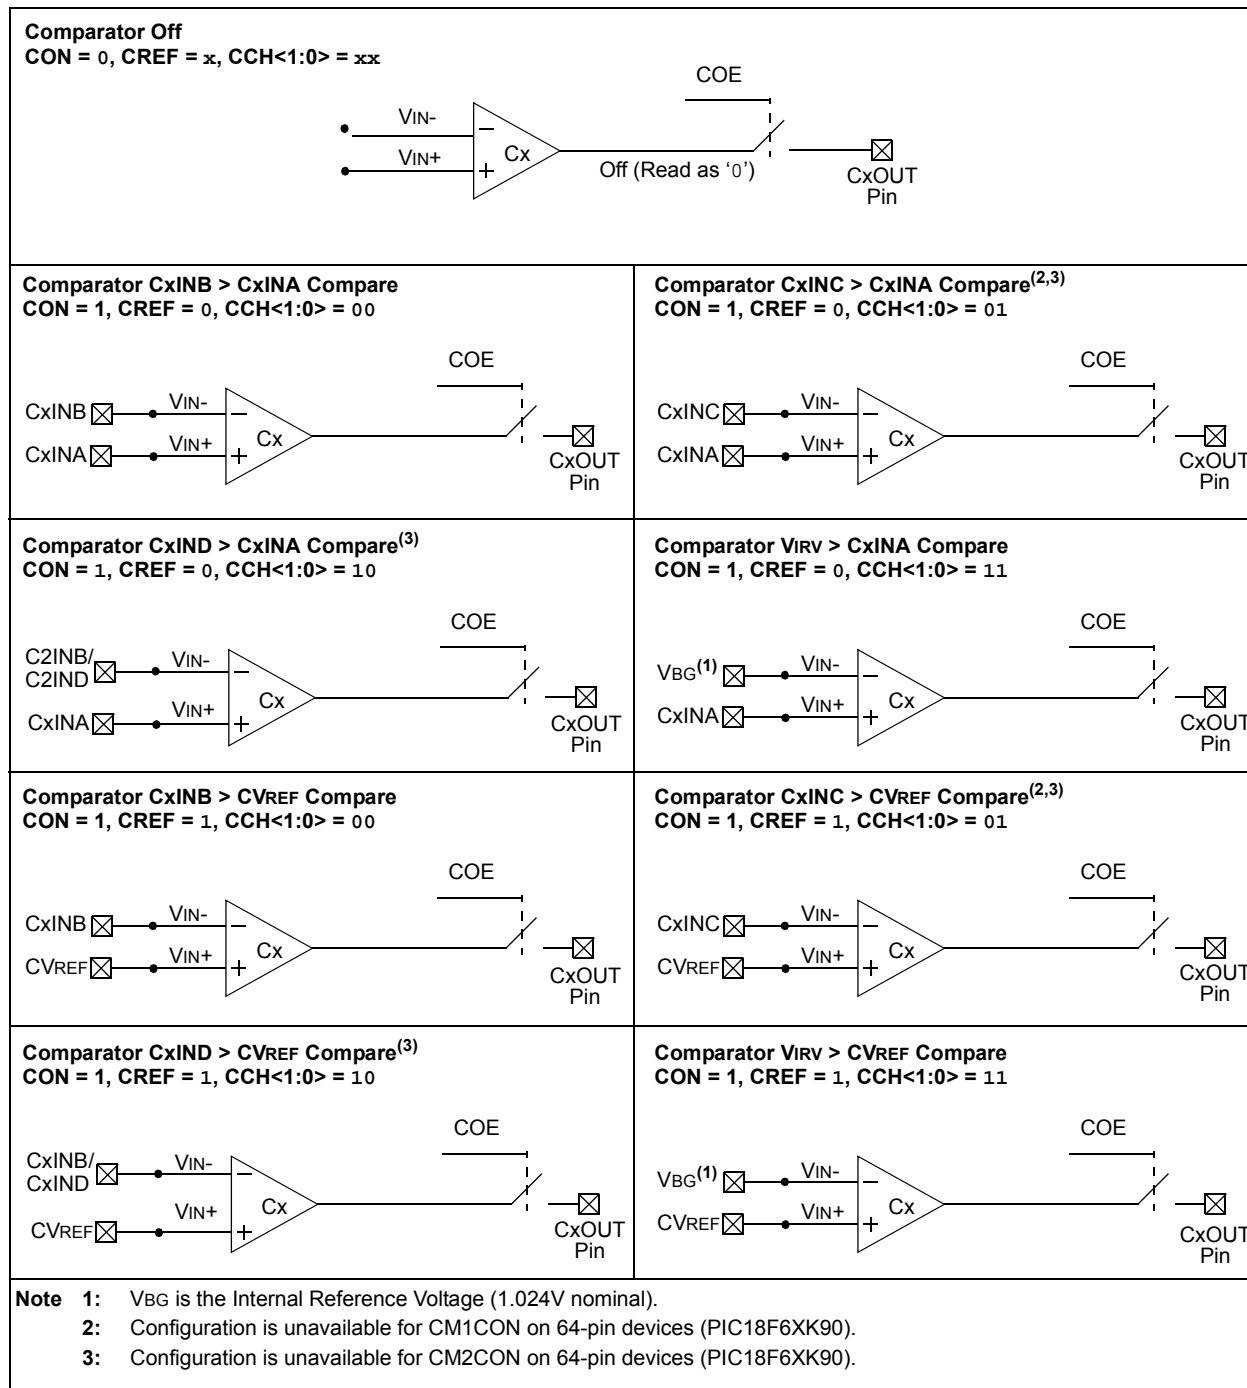 Comparator Off
CON = 0, CREF = x, CCH<1:0> = xx
COE
VIN-
VIN+
Cx
Off (Read as ‘0’)
CxOUT
Pin
Comparator CxINB > CxINA Compare
CON = 1, CREF = 0, CCH<1:0> = 00
COE
CxINB
VIN-
CxINA
VIN+
Cx
CxOUT
Pin
Comparator CxINC > CxINA Compare(2,3)
CON = 1, CREF = 0, CCH<1:0> = 01
COE
CxINC
VIN-
CxINA
VIN+
Cx
CxOUT
Pin
Comparator CxIND > CxINA Compare(3)
CON = 1, CREF = 0, CCH<1:0> = 10
COE
C2INB/
C2IND
VIN-
CxINA
VIN+
Cx
CxOUT
Pin
Comparator VIRV > CxINA Compare
CON = 1, CREF = 0, CCH<1:0> = 11
COE
VBG(1)
VIN-
CxINA
VIN+
Cx
CxOUT
Pin
Comparator CxINB > CVREF Compare
CON = 1, CREF = 1, CCH<1:0> = 00
COE
CxINB
VIN-
CVREF
VIN+
Cx
CxOUT
Pin
Comparator CxINC > CVREF Compare(2,3)
CON = 1, CREF = 1, CCH<1:0> = 01
COE
CxINC
VIN-
CVREF
VIN+
Cx
CxOUT
Pin
Comparator CxIND > CVREF Compare(3)
CON = 1, CREF = 1, CCH<1:0> = 10
COE
CxINB/
CxIND
VIN-
CVREF
VIN+
Cx
CxOUT
Pin
Comparator VIRV > CVREF Compare
CON = 1, CREF = 1, CCH<1:0> = 11
COE
VBG(1)
VIN-
CVREF
VIN+
Cx
CxOUT
Pin
Note 1: VBG is the Internal Reference Voltage (1.024V nominal).
2: Configuration is unavailable for CM1CON on 64-pin devices (PIC18F6XK90).
3: Configuration is unavailable for CM2CON on 64-pin devices (PIC18F6XK90).